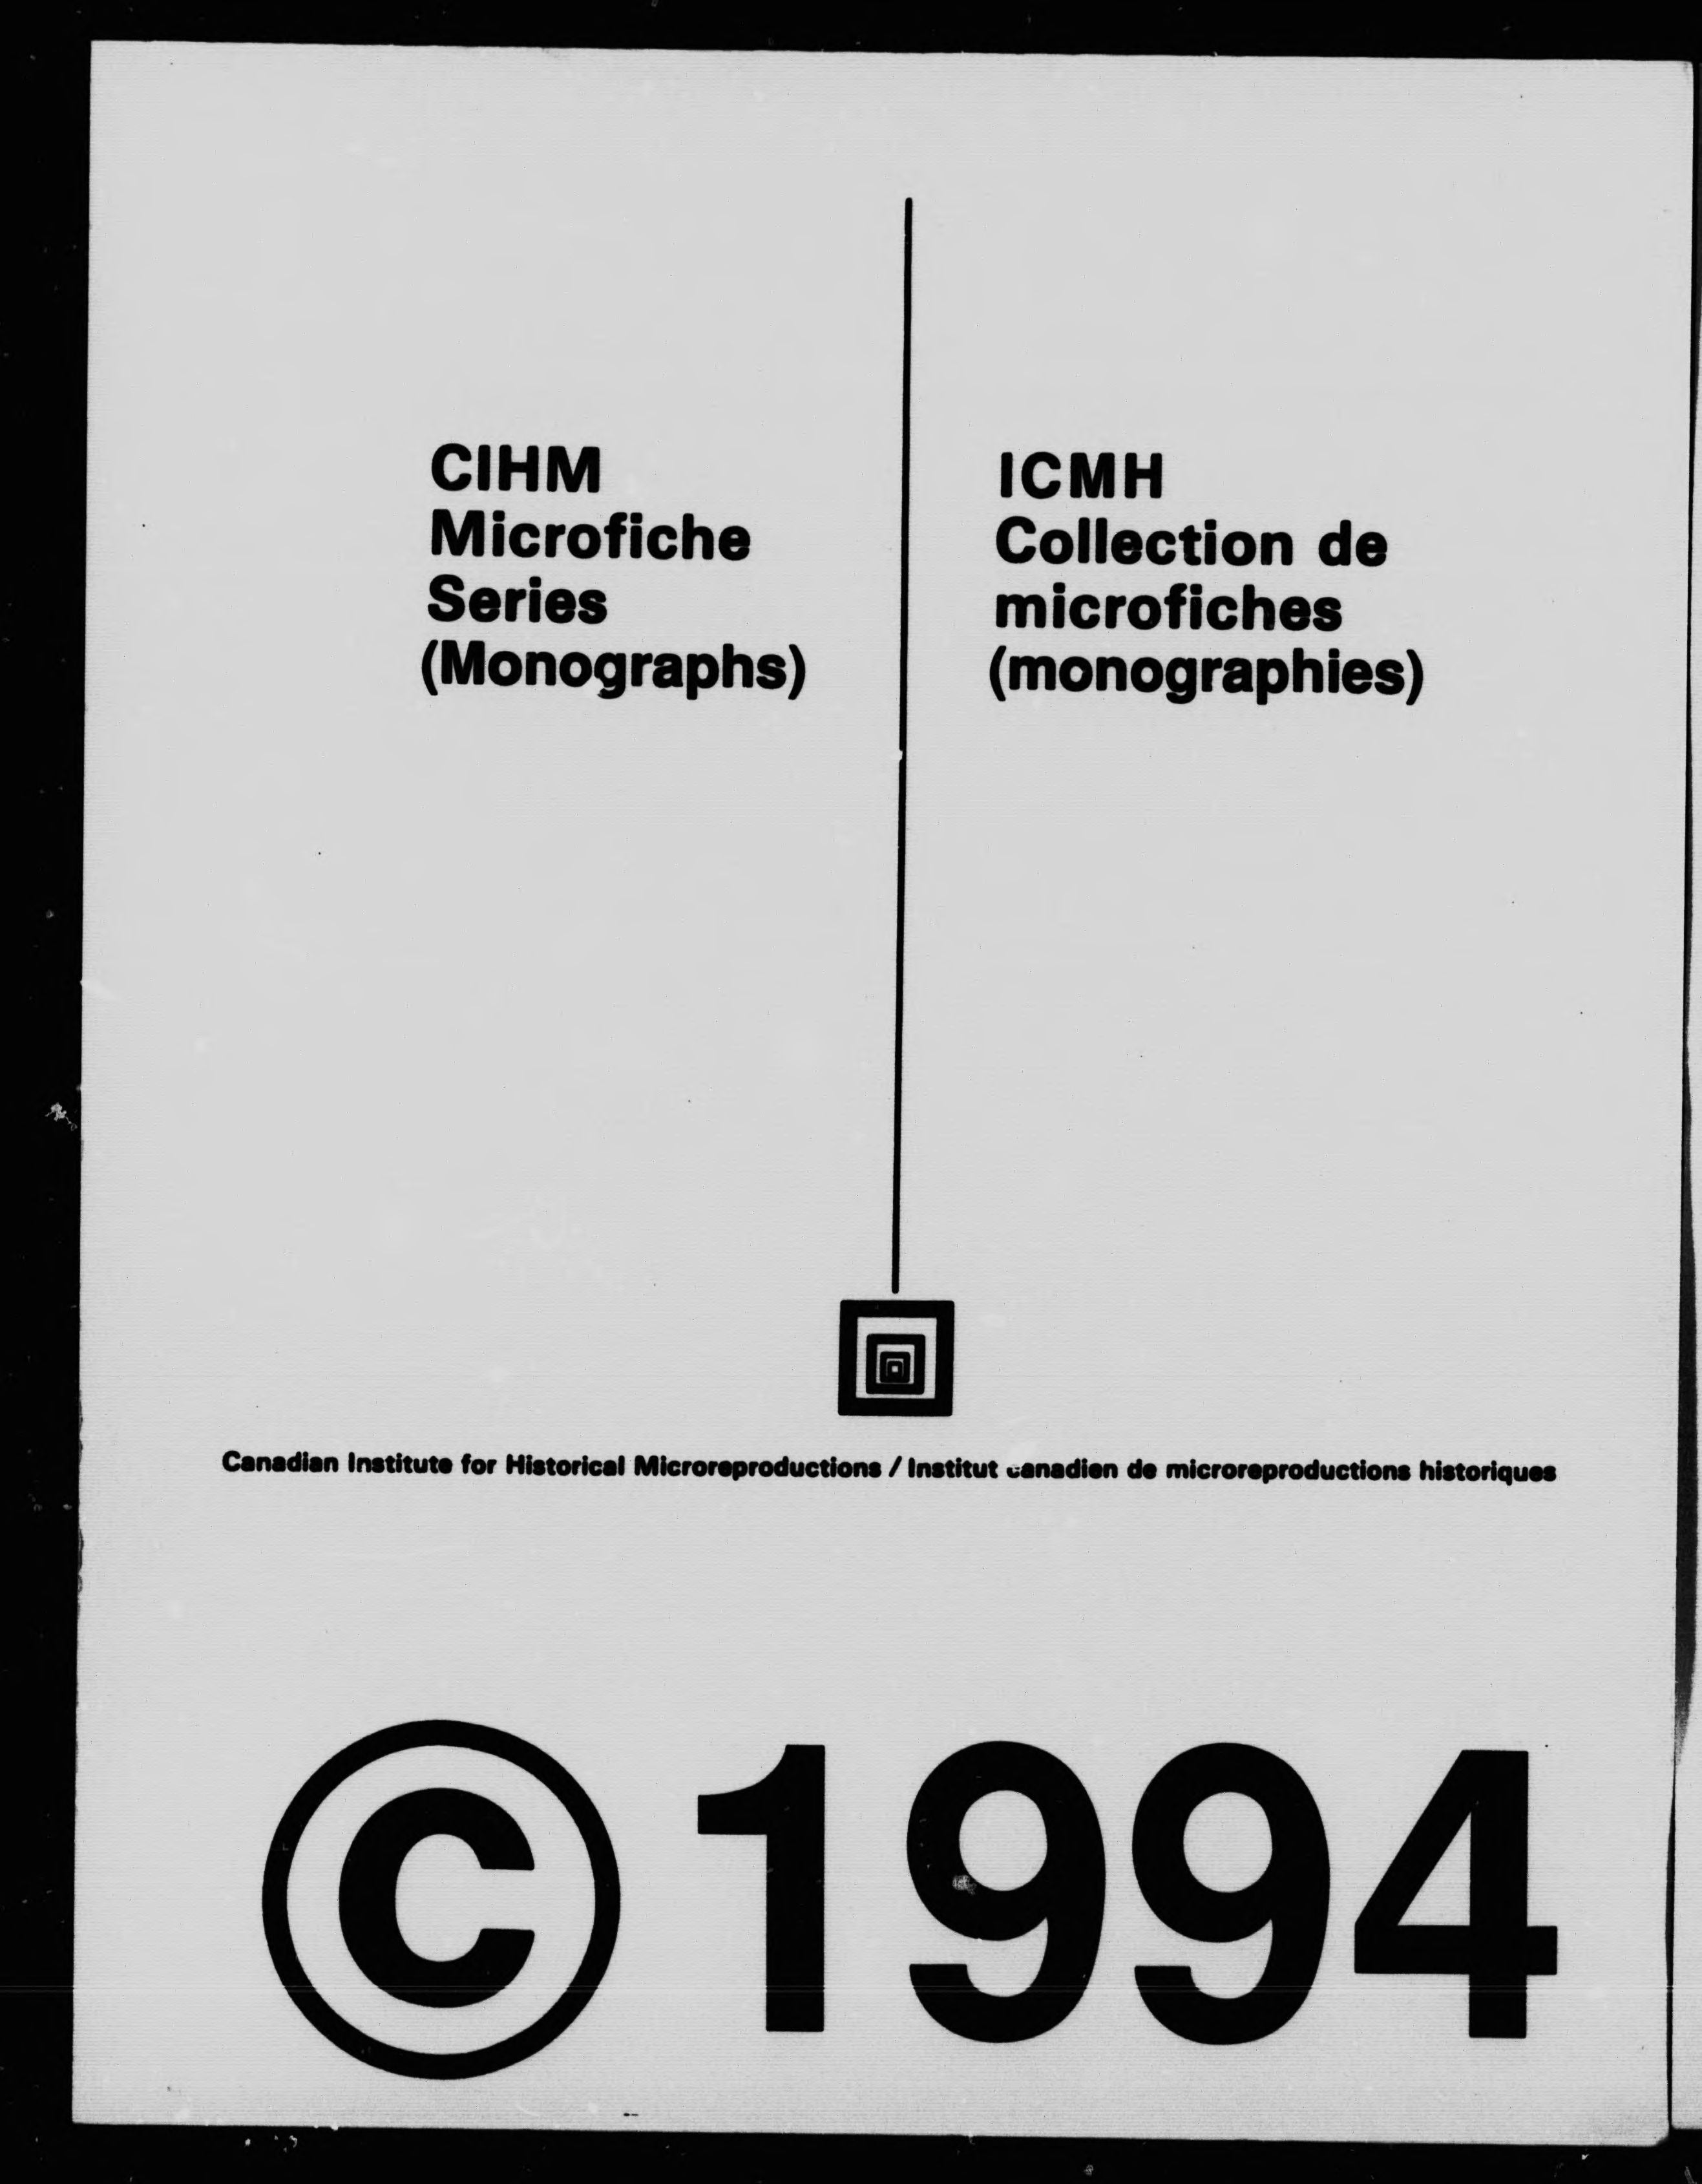 CIHM
Microfiche
Series
(Monographs)
ICMH
Collection de
microfiches
(monographies)
Canadian Institute for Historical Microreproductions / Institut canadien de microreproductions historiques
© 1994